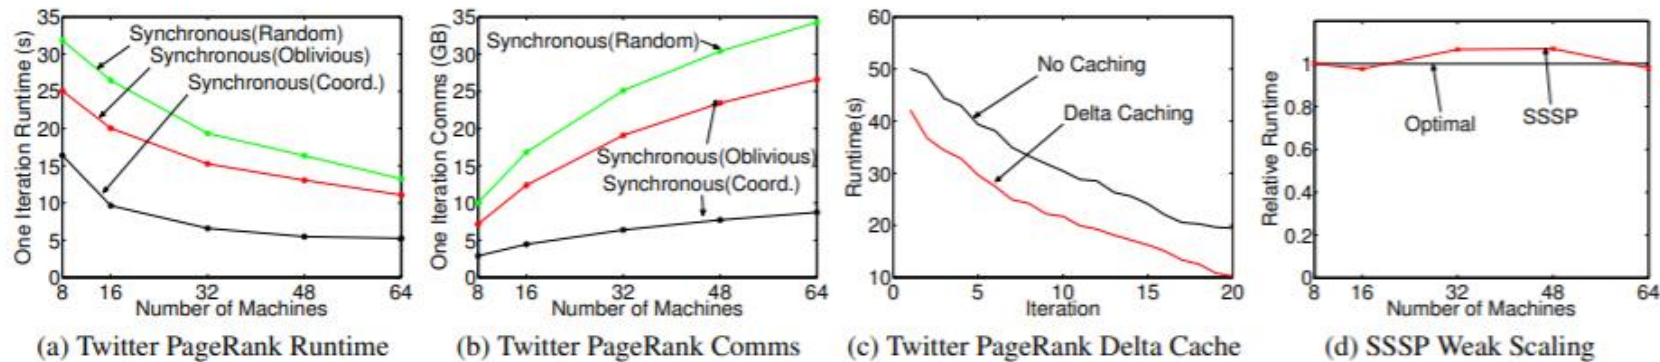 One Iteration Runtime (s)
35
30
25
20
15
10
5
0
8
16
32
48
64
Number of Machines
Synchronous(Random)
Synchronous(Oblivious)
Synchronous(Coord.)
(a) Twitter PageRank Runtime
One Iteration Comms (GB)
35
30
25
20
15
10
5
0
8
16
32
48
64
Number of Machines
Synchronous(Random)
Synchronous(Oblivious)
Synchronous(Coord.)
(b) Twitter PageRank Comms
Runtime(s)
60
50
40
30
20
10
0
5
10
15
20
Iteration
No Caching
Delta Caching
(c) Twitter PageRank Delta Cache
Relative Runtime
1
0.8
0.6
0.4
0.2
0
8
16
32
48
64
Number of Machines
Optimal
SSSP
(d) SSSP Weak Scaling